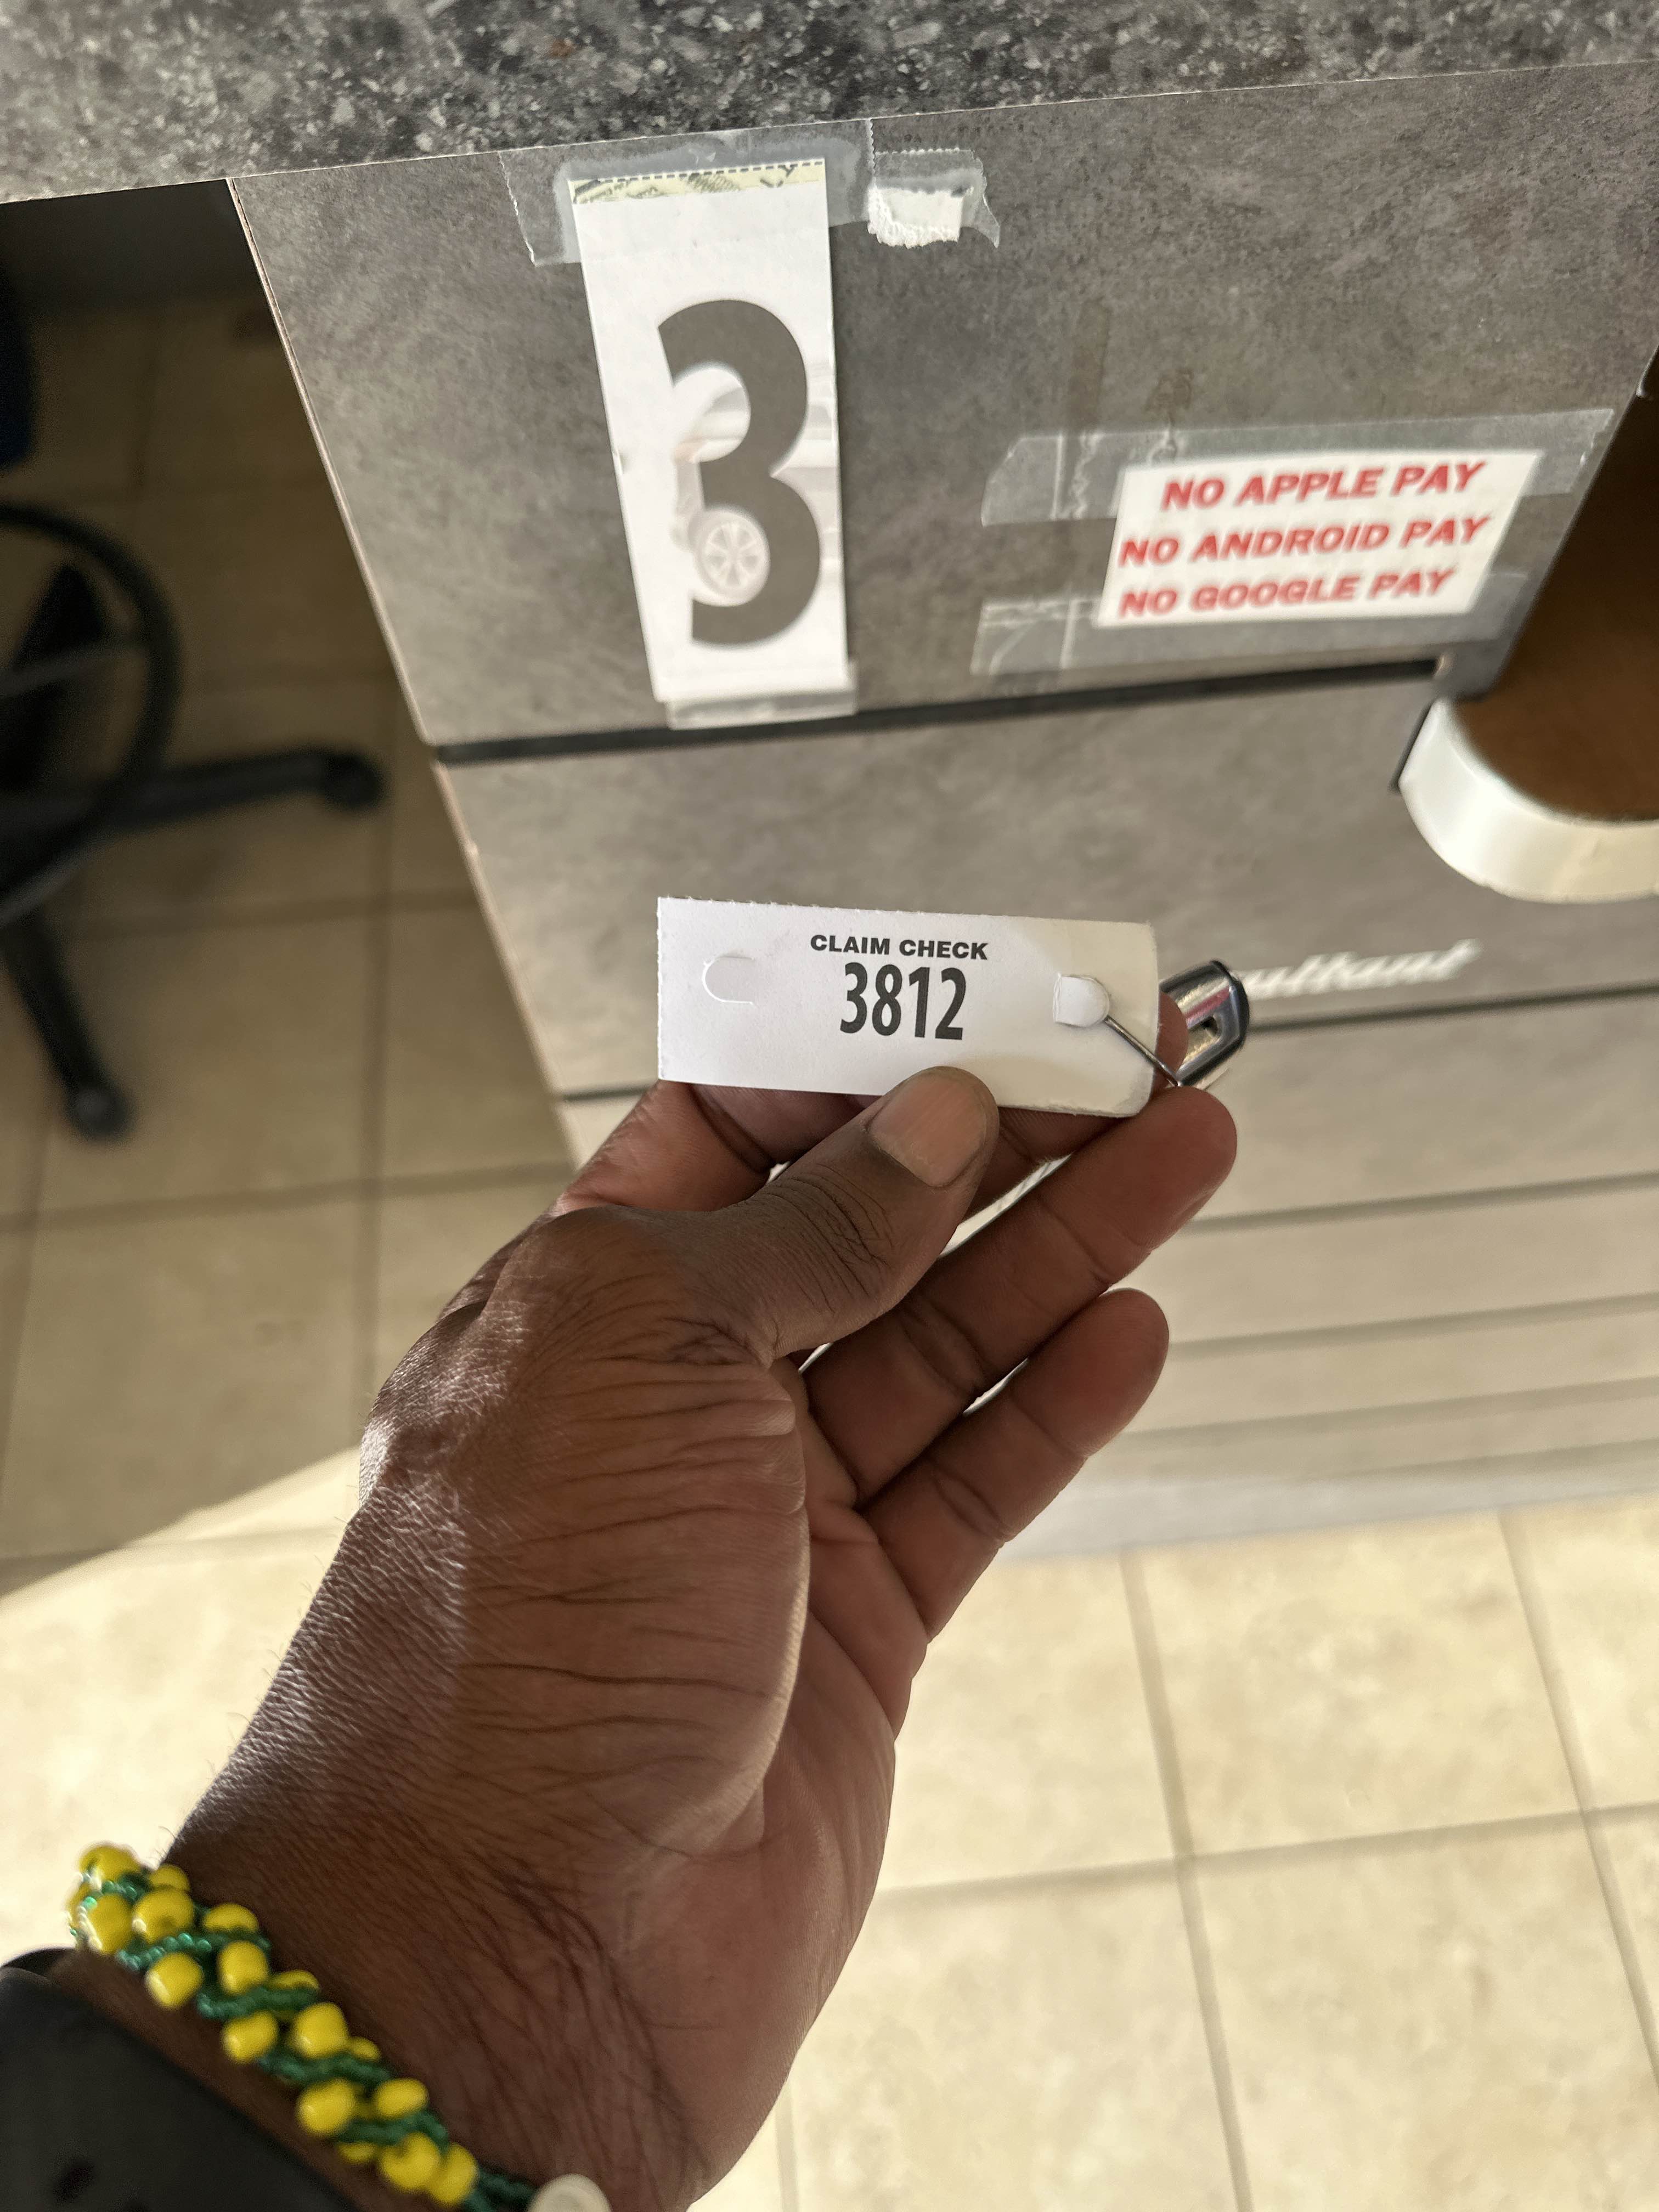 3
NO APPLE PAY
NO ANDROID PAY
NO GOOGLE PAY
CLAIM CHECK
3812